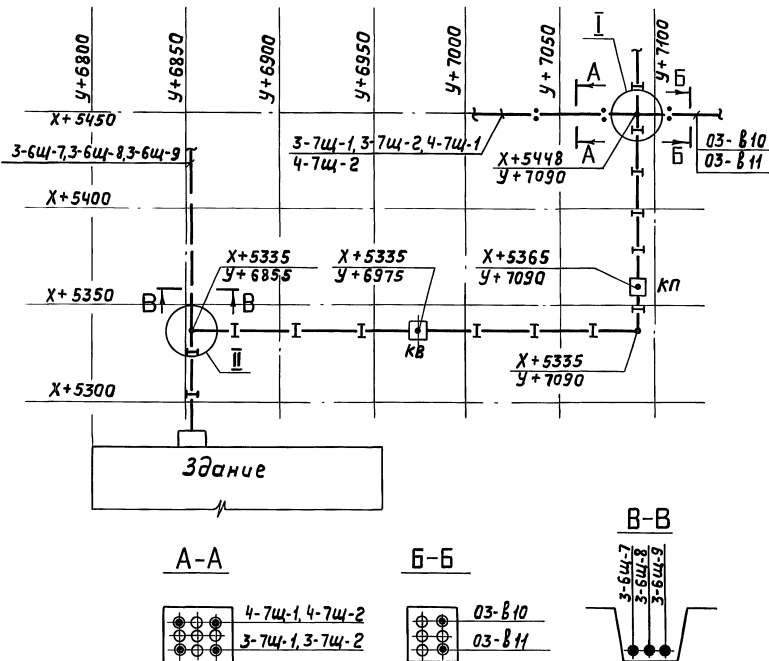 У+6800
У+6850
У+6900
У+6950
У+7000
У+7050
У+7100
I
А
Б
Х+5450
3-6щ-7,3-6щ-8,3-6щ-9
3-7щ-1,3-7щ-2,4-7щ-1
4-7щ-2
А
Х+5448
У+7090
Б
03-в10
03-в11
Х+5400
Х+5335
У+6855
Х+5335
У+6975
Х+5365
У+7090
кп
Х+5350
В
В
II
кв
Х+5335
У+7090
Х+5300
Здание
А-А
4-7щ-1,4-7щ-2
3-7щ-1,3-7щ-2
Б-Б
03-в10
03-в11
В-В
3-6щ-7
3-6щ-8
3-6щ-9